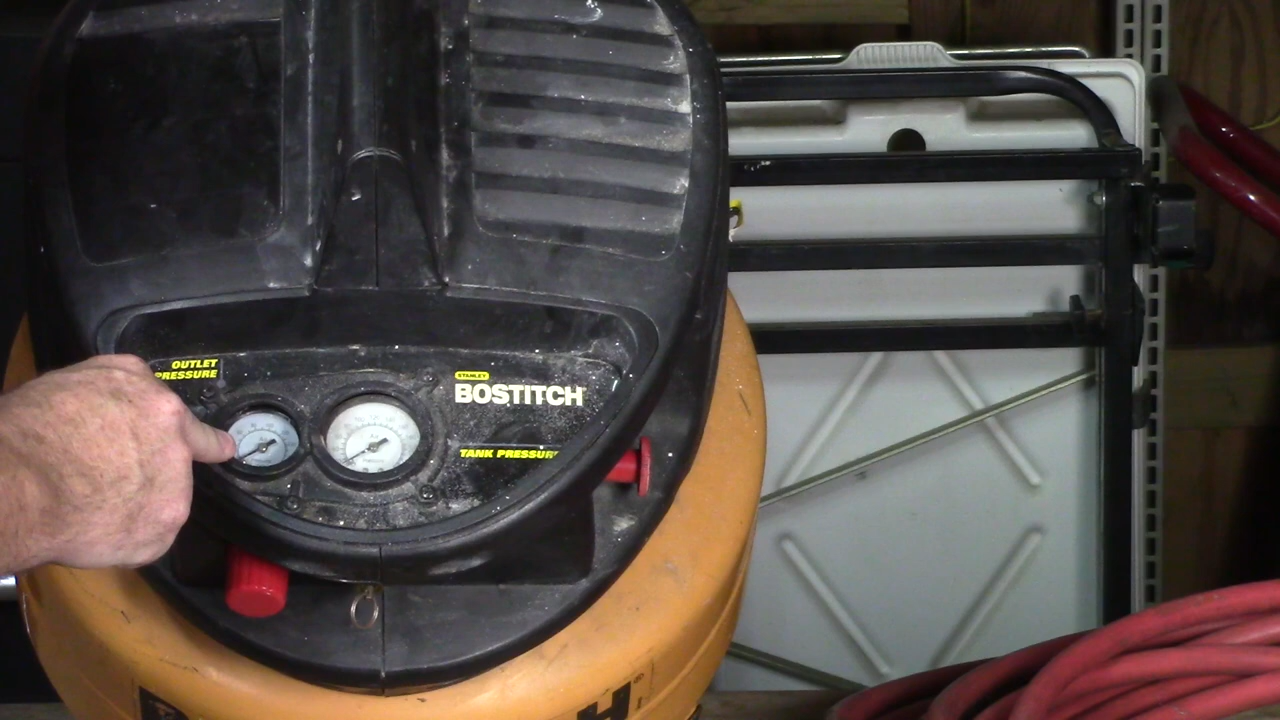 OUTLET
PRESSURE
STANLEY
BOSTITCH
TANK PRESSURE
H